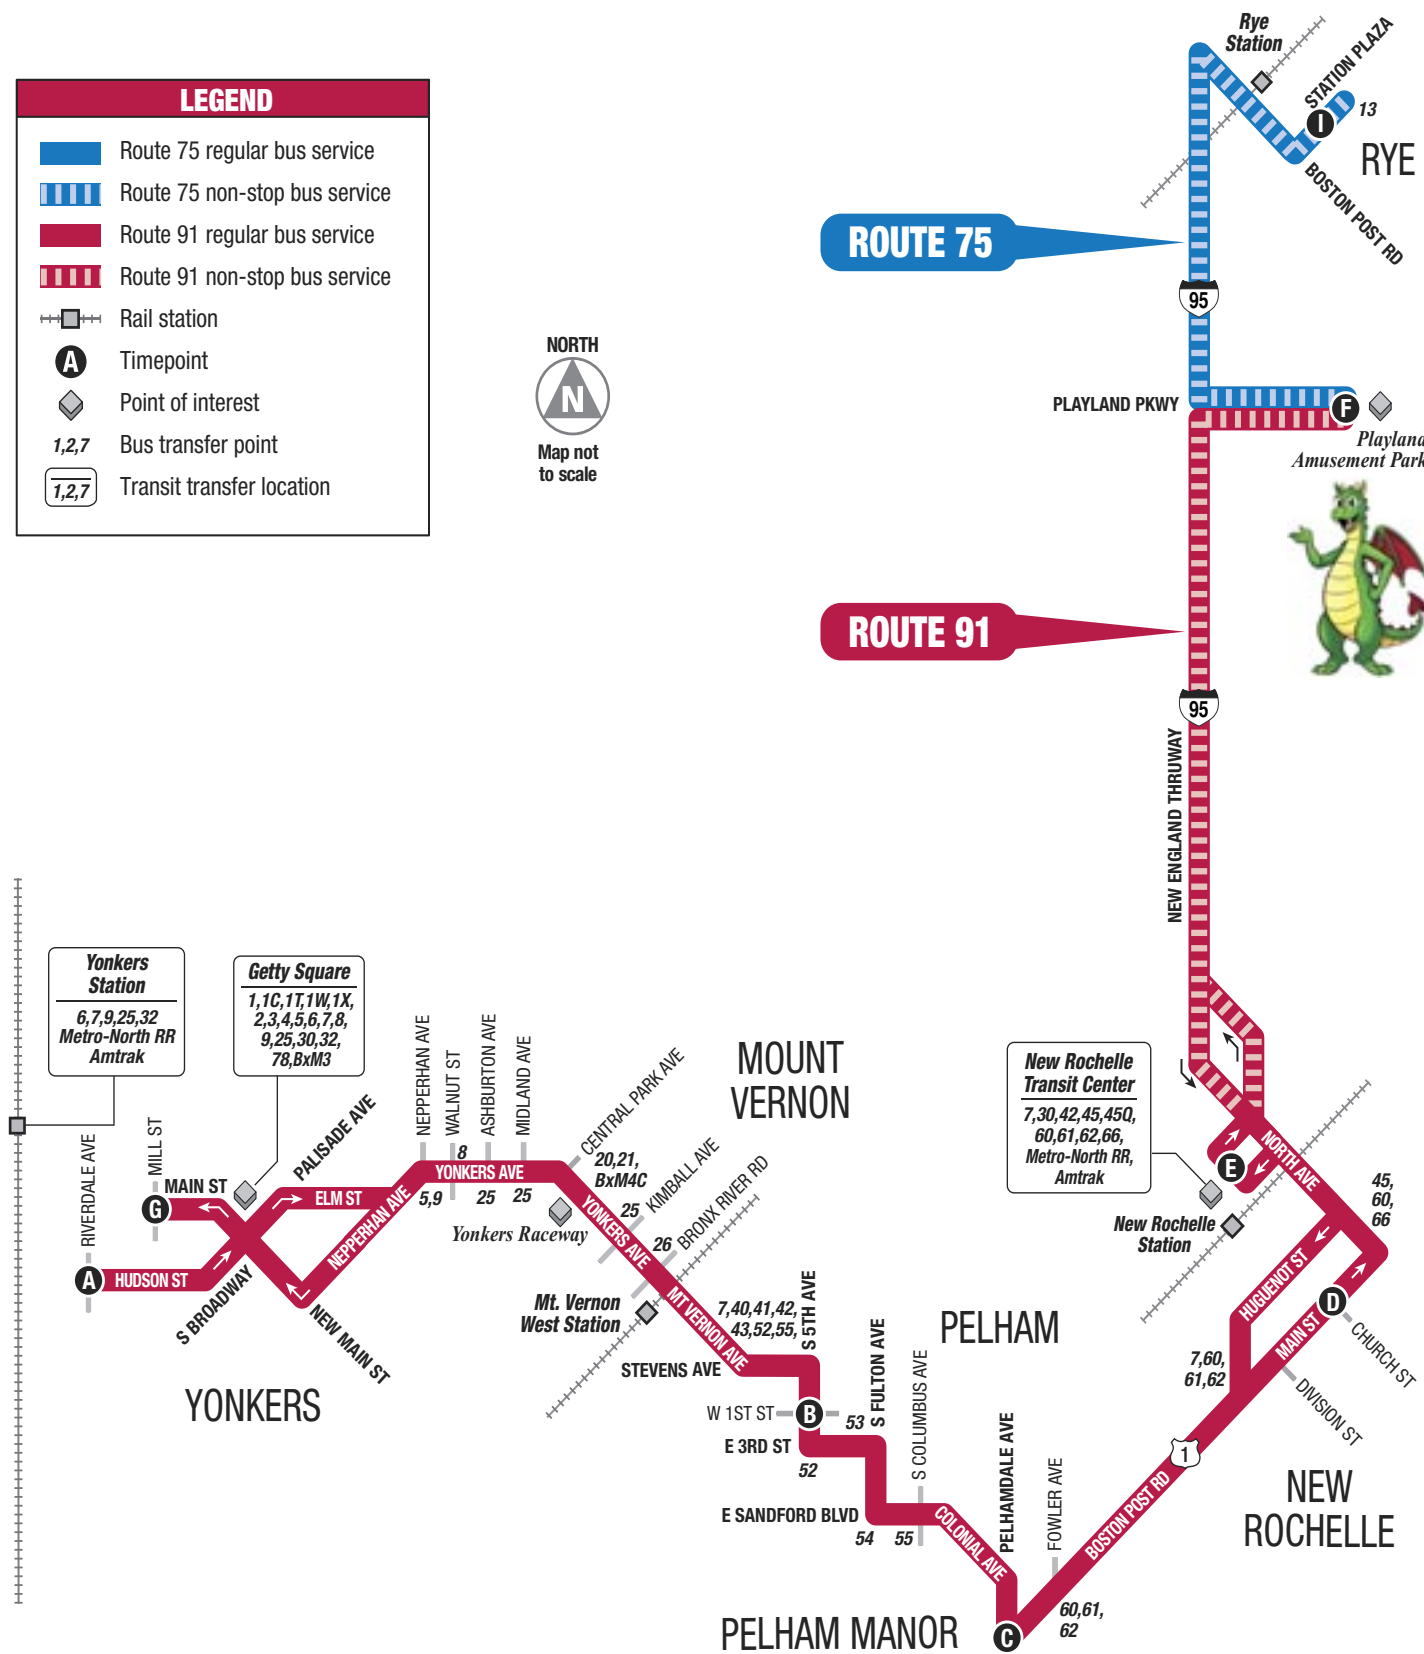 LEGEND
Route 75 regular bus service
Route 75 non-stop bus service
Route 91 regular bus service
Route 91 non-stop bus service
Rail station
A
Timepoint
Point of interest
1,2,7
Bus transfer point
1,2,7
Transit transfer location
NORTH
N
Map not
to scale
Rye
Station
STATION PLAZA
I
13
RYE
BOSTON POST RD
ROUTE 75
95
PLAYLAND PKWY
F
Playland
Amusement Park
ROUTE 91
95
NEW ENGLAND THRUWAY
Yonkers
Station
6,7,9,25,32
Metro-North RR
Amtrak
Getty Square
1,1C,1T,1W,1X,
2,3,4,5,6,7,8,
9,25,30,32,
78,BxM3
RIVERDALE AVE
MILL ST
MAIN ST
G
A
HUDSON ST
S BROADWAY
PALISADE AVE
ELM ST
NEPPERHAN AVE
NEW MAIN ST
YONKERS
NEPPERHAN AVE
WALNUT ST
ASHBURTON AVE
MIDLAND AVE
8
YONKERS AVE
5,9
25
25
CENTRAL PARK AVE
20,21,
BxM4C
Yonkers Raceway
YONKERS AVE
25
KIMBALL AVE
26
BRONX RIVER RD
MOUNT
VERNON
Mt. Vernon
West Station
MT VERNON AVE
7,40,41,42,
43,52,55,
STEVENS AVE
S 5TH AVE
W 1ST ST
B
53
S FULTON AVE
E 3RD ST
52
E SANDFORD BLVD
54
55
S COLUMBUS AVE
PELHAM
COLONIAL AVE
PELHAMDALE AVE
C
PELHAM MANOR
FOWLER AVE
60,61,
62
BOSTON POST RD
1
New Rochelle
Transit Center
7,30,42,45,45Q,
60,61,62,66,
Metro-North RR,
Amtrak
E
New Rochelle
Station
NORTH AVE
45,
60,
66
HUGUENOT ST
7,60,
61,62
MAIN ST
D
CHURCH ST
DIVISION ST
NEW
ROCHELLE